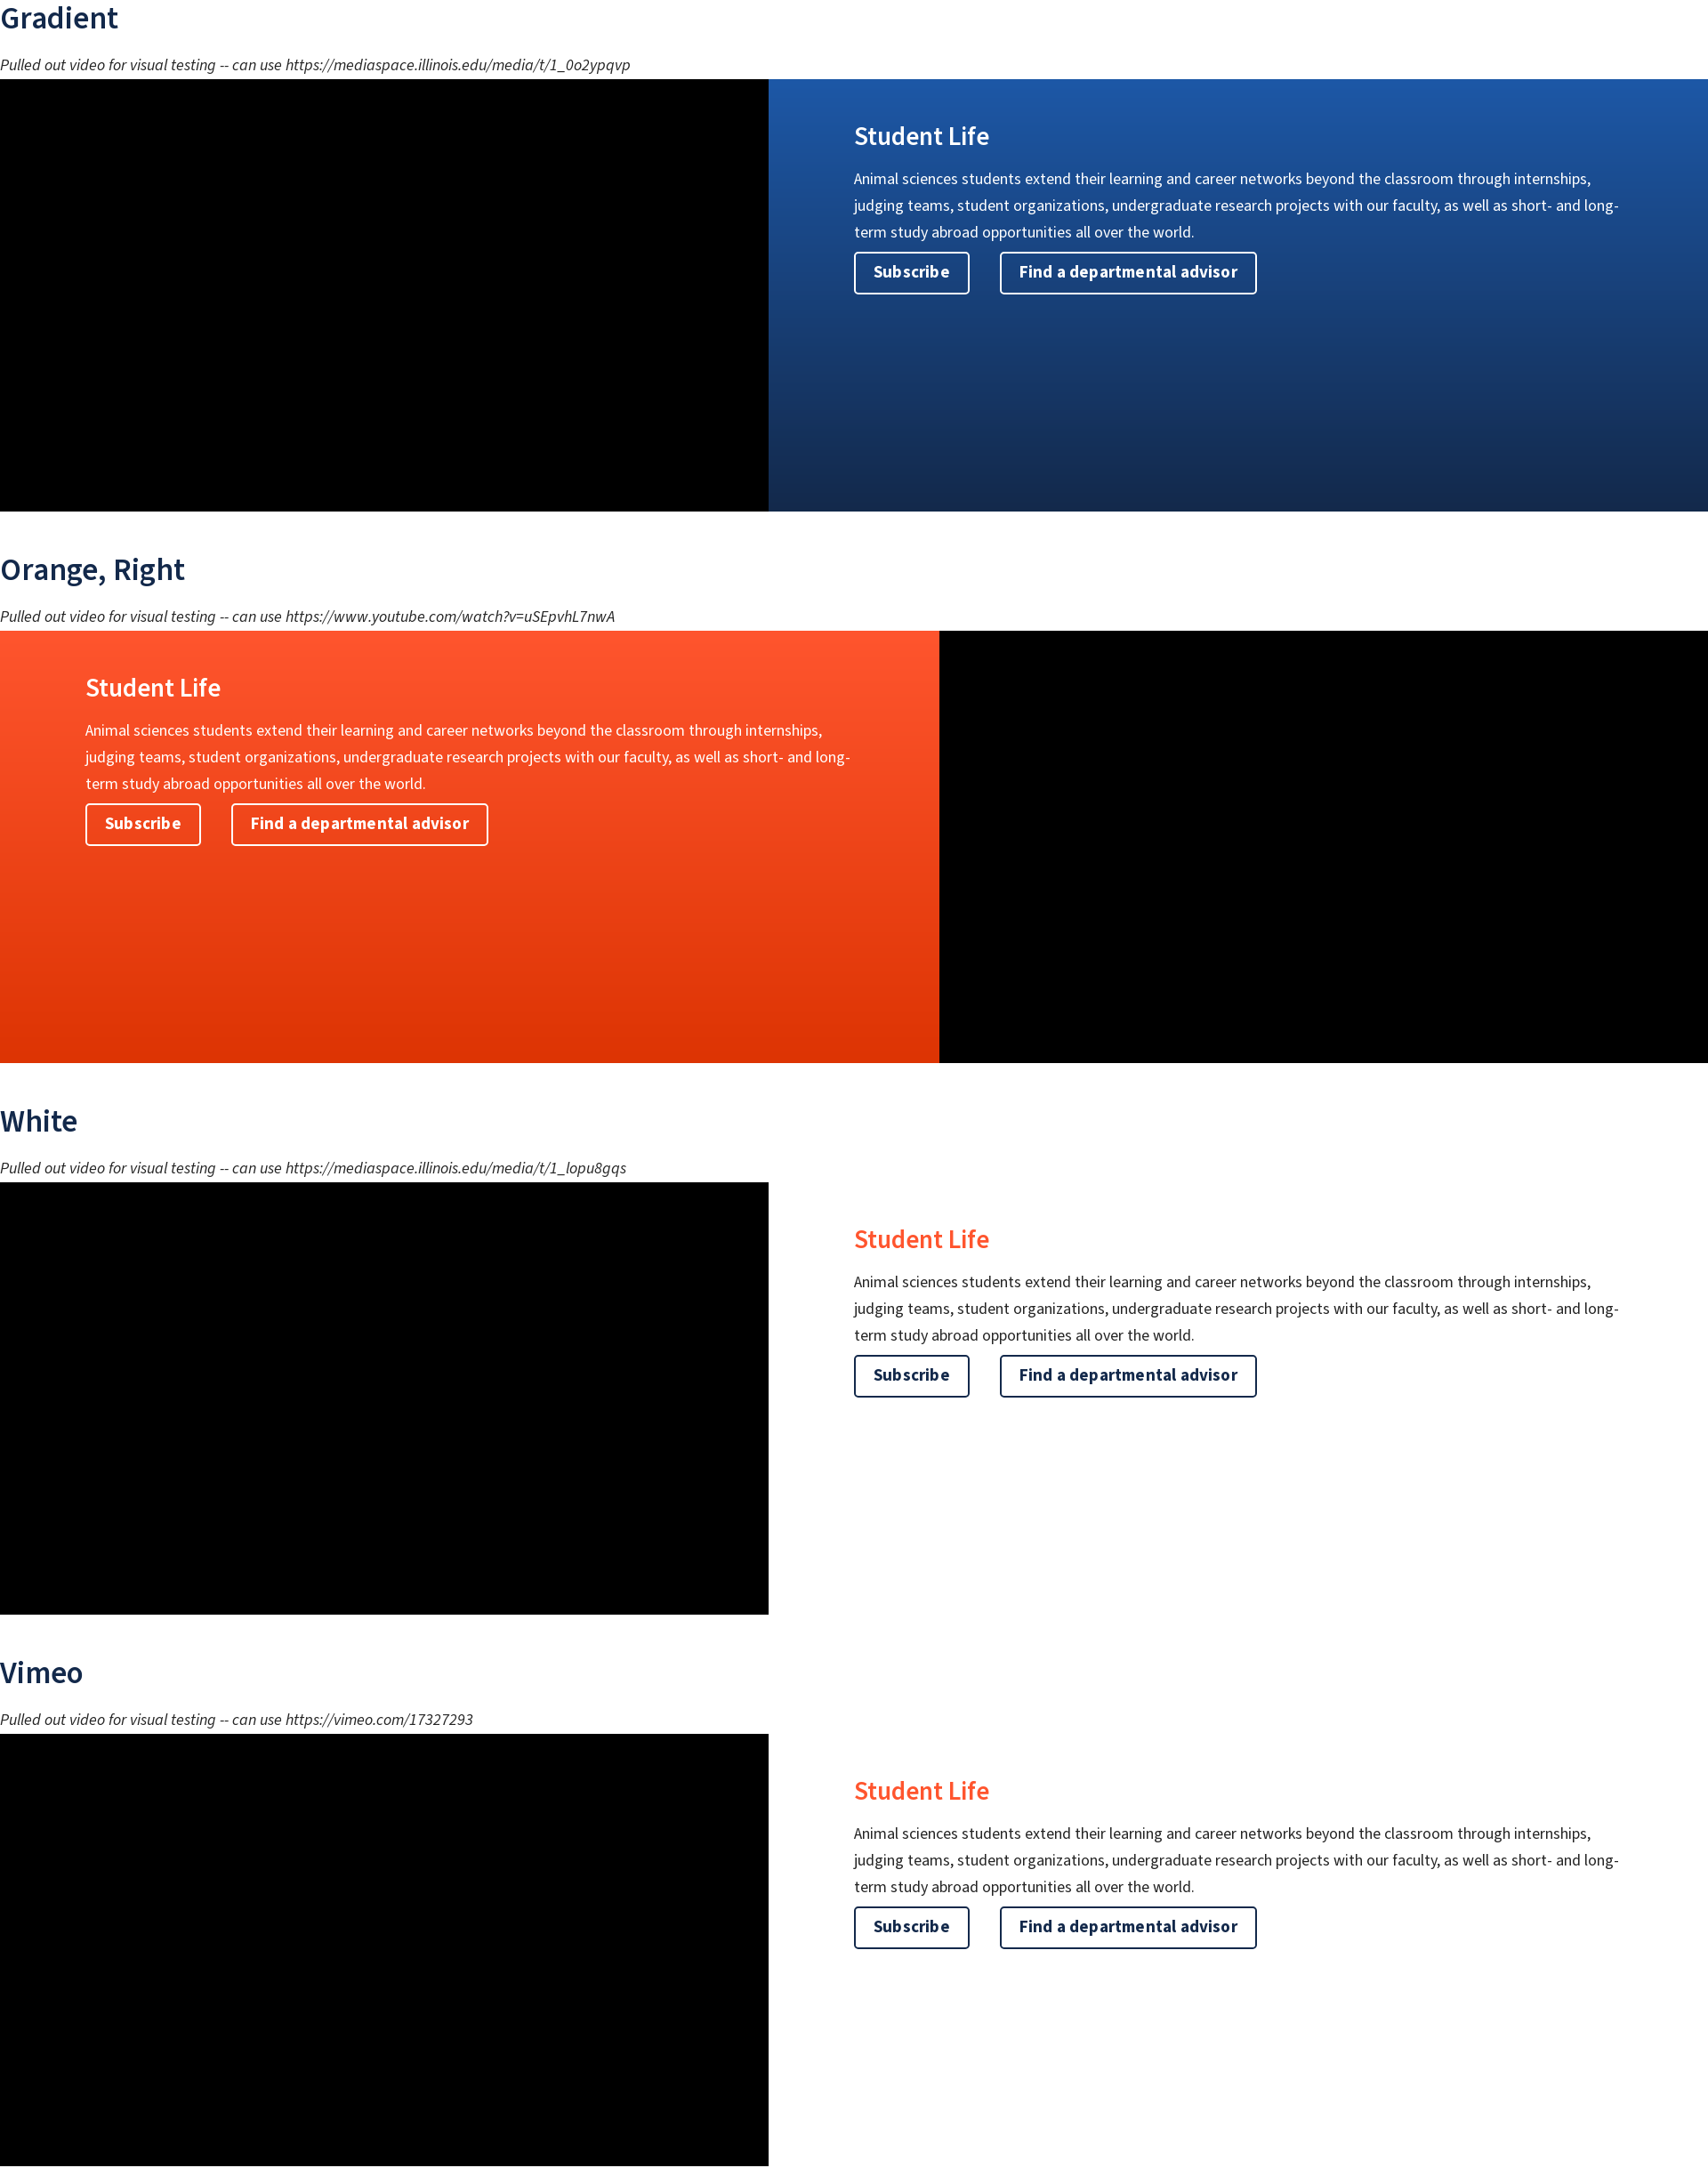 Gradient
Pulled out video for visual testing -- can use https://mediaspace.illinois.edu/media/t/1_0o2ypqvp
Student Life
Animal sciences students extend their learning and career networks beyond the classroom through internships,
judging teams, student organizations, undergraduate research projects with our faculty, as well as short- and long-
term study abroad opportunities all over the world.
Subscribe
Find a departmental advisor
Orange, Right
Pulled out video for visual testing -- can use https://www.youtube.com/watch?v=uSEpvhL7nwA
Student Life
Animal sciences students extend their learning and career networks beyond the classroom through internships,
judging teams, student organizations, undergraduate research projects with our faculty, as well as short- and long-
term study abroad opportunities all over the world.
Subscribe
Find a departmental advisor
White
Pulled out video for visual testing -- can use https://mediaspace.illinois.edu/media/t/1_lopu8gqs
Student Life
Animal sciences students extend their learning and career networks beyond the classroom through internships,
judging teams, student organizations, undergraduate research projects with our faculty, as well as short- and long-
term study abroad opportunities all over the world.
Subscribe
Find a departmental advisor
Vimeo
Pulled out video for visual testing -- can use https://vimeo.com/17327293
Student Life
Animal sciences students extend their learning and career networks beyond the classroom through internships,
judging teams, student organizations, undergraduate research projects with our faculty, as well as short- and long-
term study abroad opportunities all over the world.
Subscribe
Find a departmental advisor